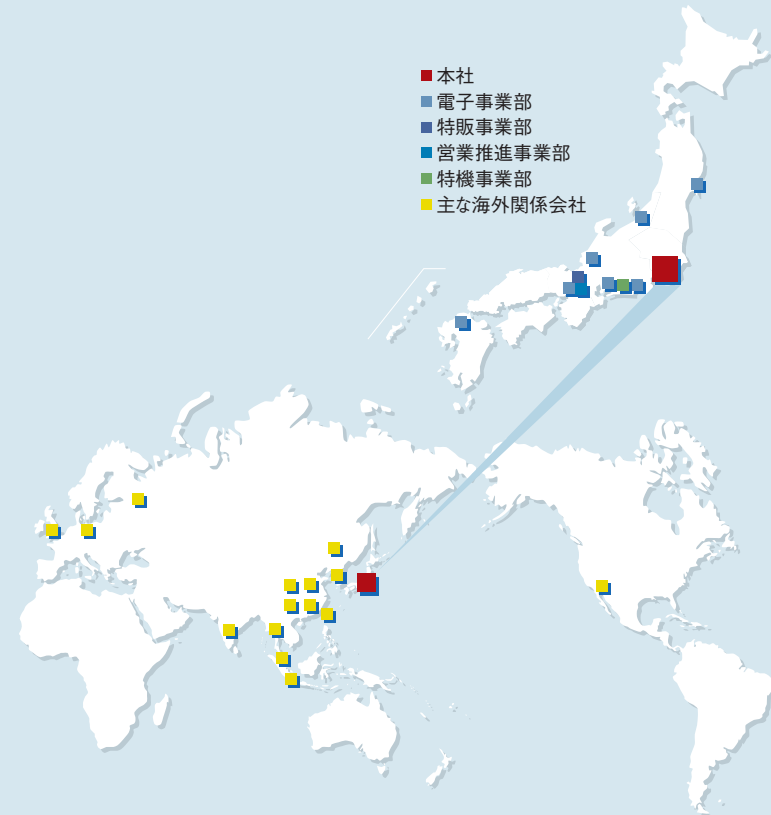 本社
電子事業部
特販事業部
営業推進事業部
特機事業部
主な海外関係会社